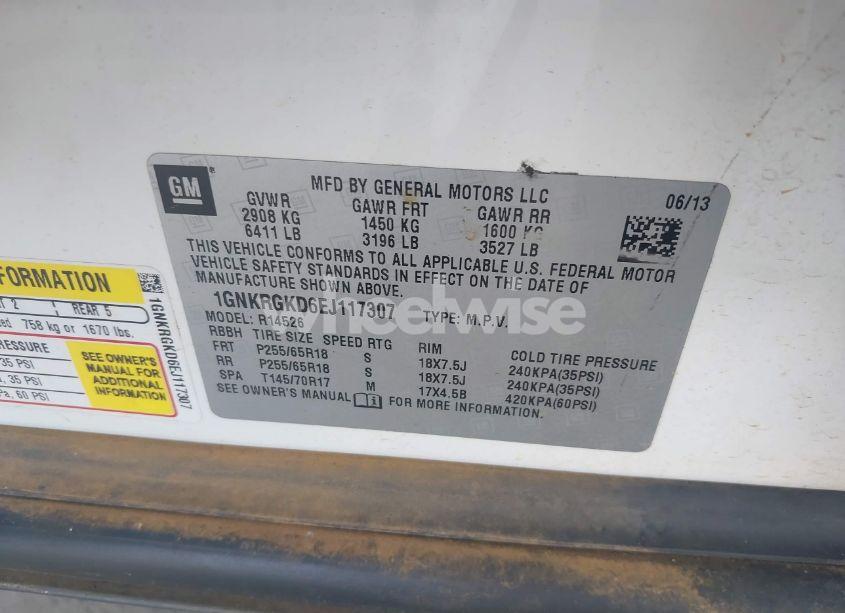 GM
MFD BY GENERAL MOTORS LLC
06/13
GVWR GAWR FRT GAWR RR
2908 KG 1450 KG 1600 KG
6411 LB 3196 LB 3527 LB
THIS VEHICLE CONFORMS TO ALL APPLICABLE U.S. FEDERAL MOTOR
VEHICLE SAFETY STANDARDS IN EFFECT ON THE DATE OF
MANUFACTURE SHOWN ABOVE.
1GNKRGKD6EJ117307 TYPE: M.P.V.
MODEL: R14526
RBBH TIRE SIZE SPEED RTG RIM COLD TIRE PRESSURE
FRT P255/65R18 S 18X7.5J 240KPA(35PSI)
RR P255/65R18 S 18X7.5J 240KPA(35PSI)
SPA T145/70R17 M 17X4.5B 420KPA(60PSI)
SEE OWNER'S MANUAL FOR MORE INFORMATION.
FORMATION
2 REAR 5
758 kg or 1670 lbs.
PRESSURE
35 PSI
35 PSI
60 PSI
SEE OWNER'S
MANUAL FOR
ADDITIONAL
INFORMATION
1GNKRGKD6EJ117307
wheelwise